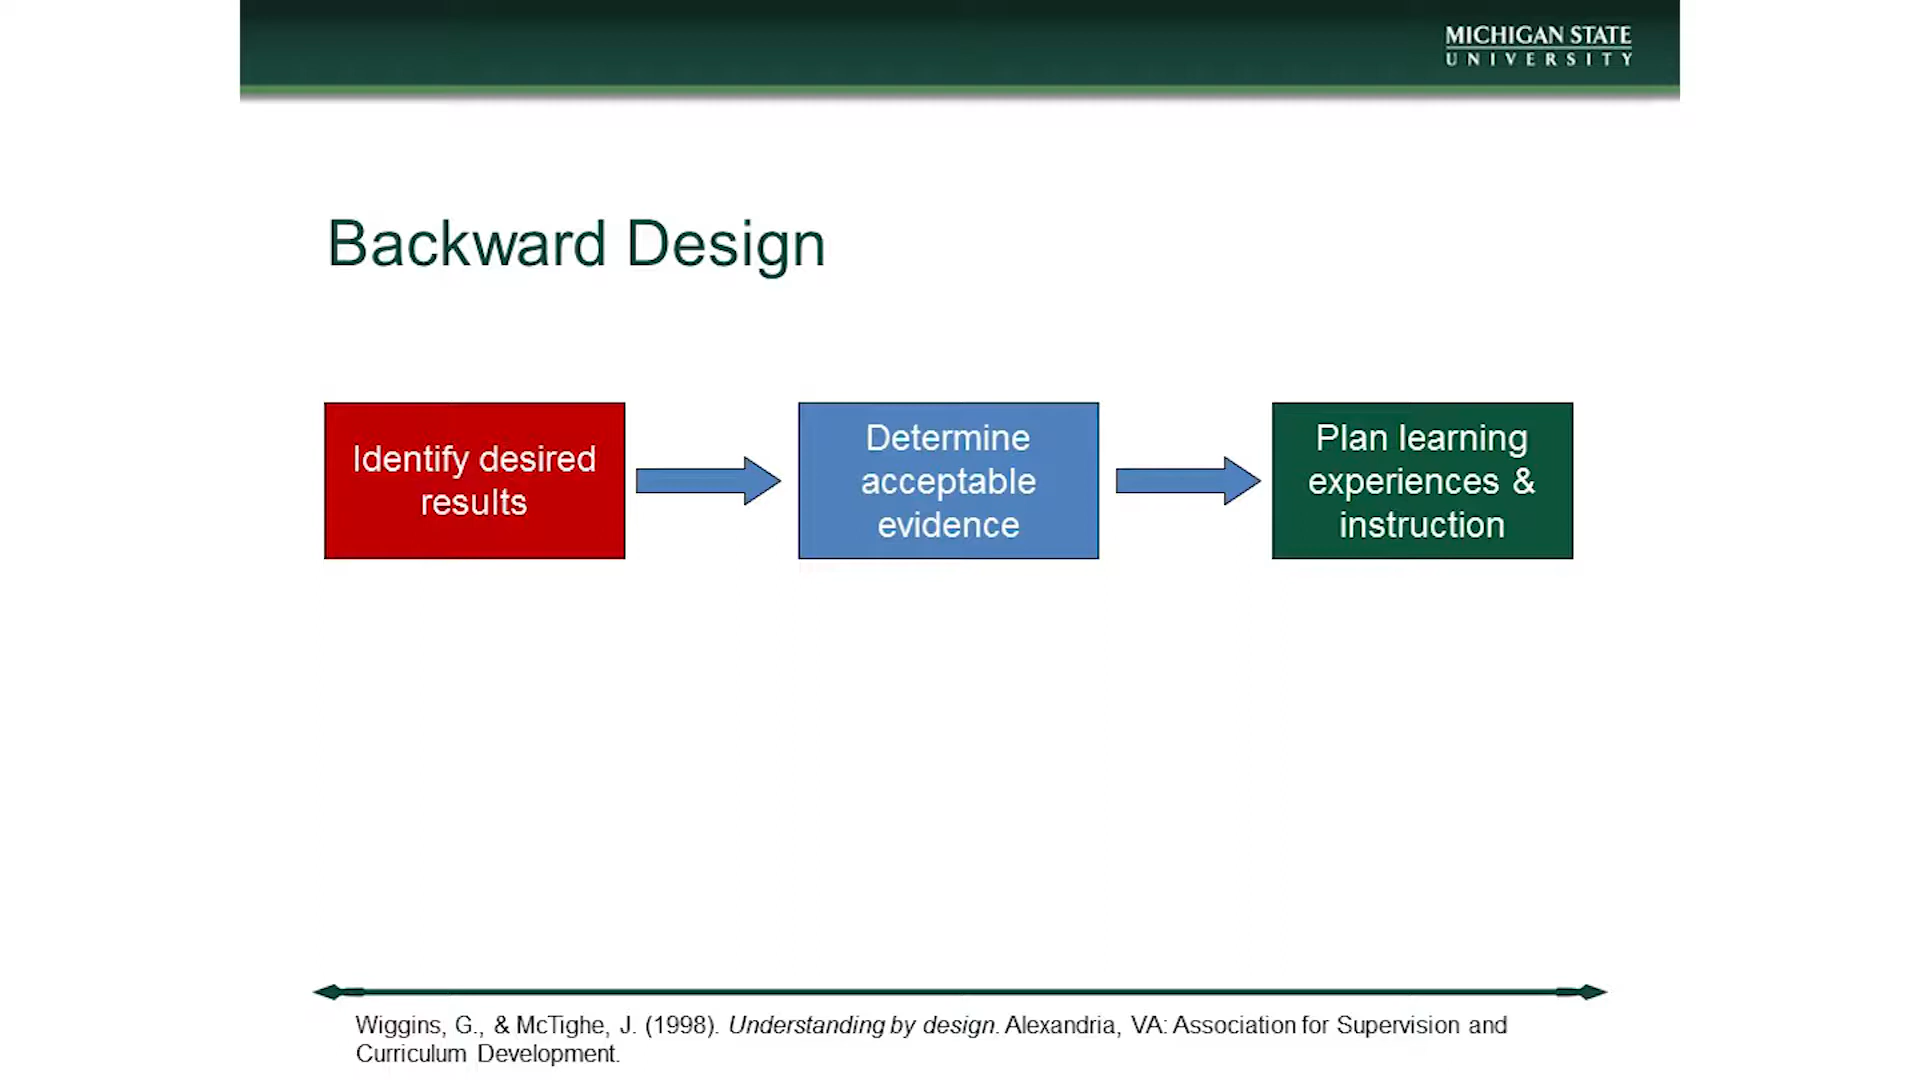 MICHIGAN STATE
UNIVERSITY
Backward Design
Identify desired
results
Determine
acceptable
evidence
Plan learning
experiences &
instruction
Wiggins, G., & McTighe, J. (1998). Understanding by design. Alexandria, VA: Association for Supervision and
Curriculum Development.